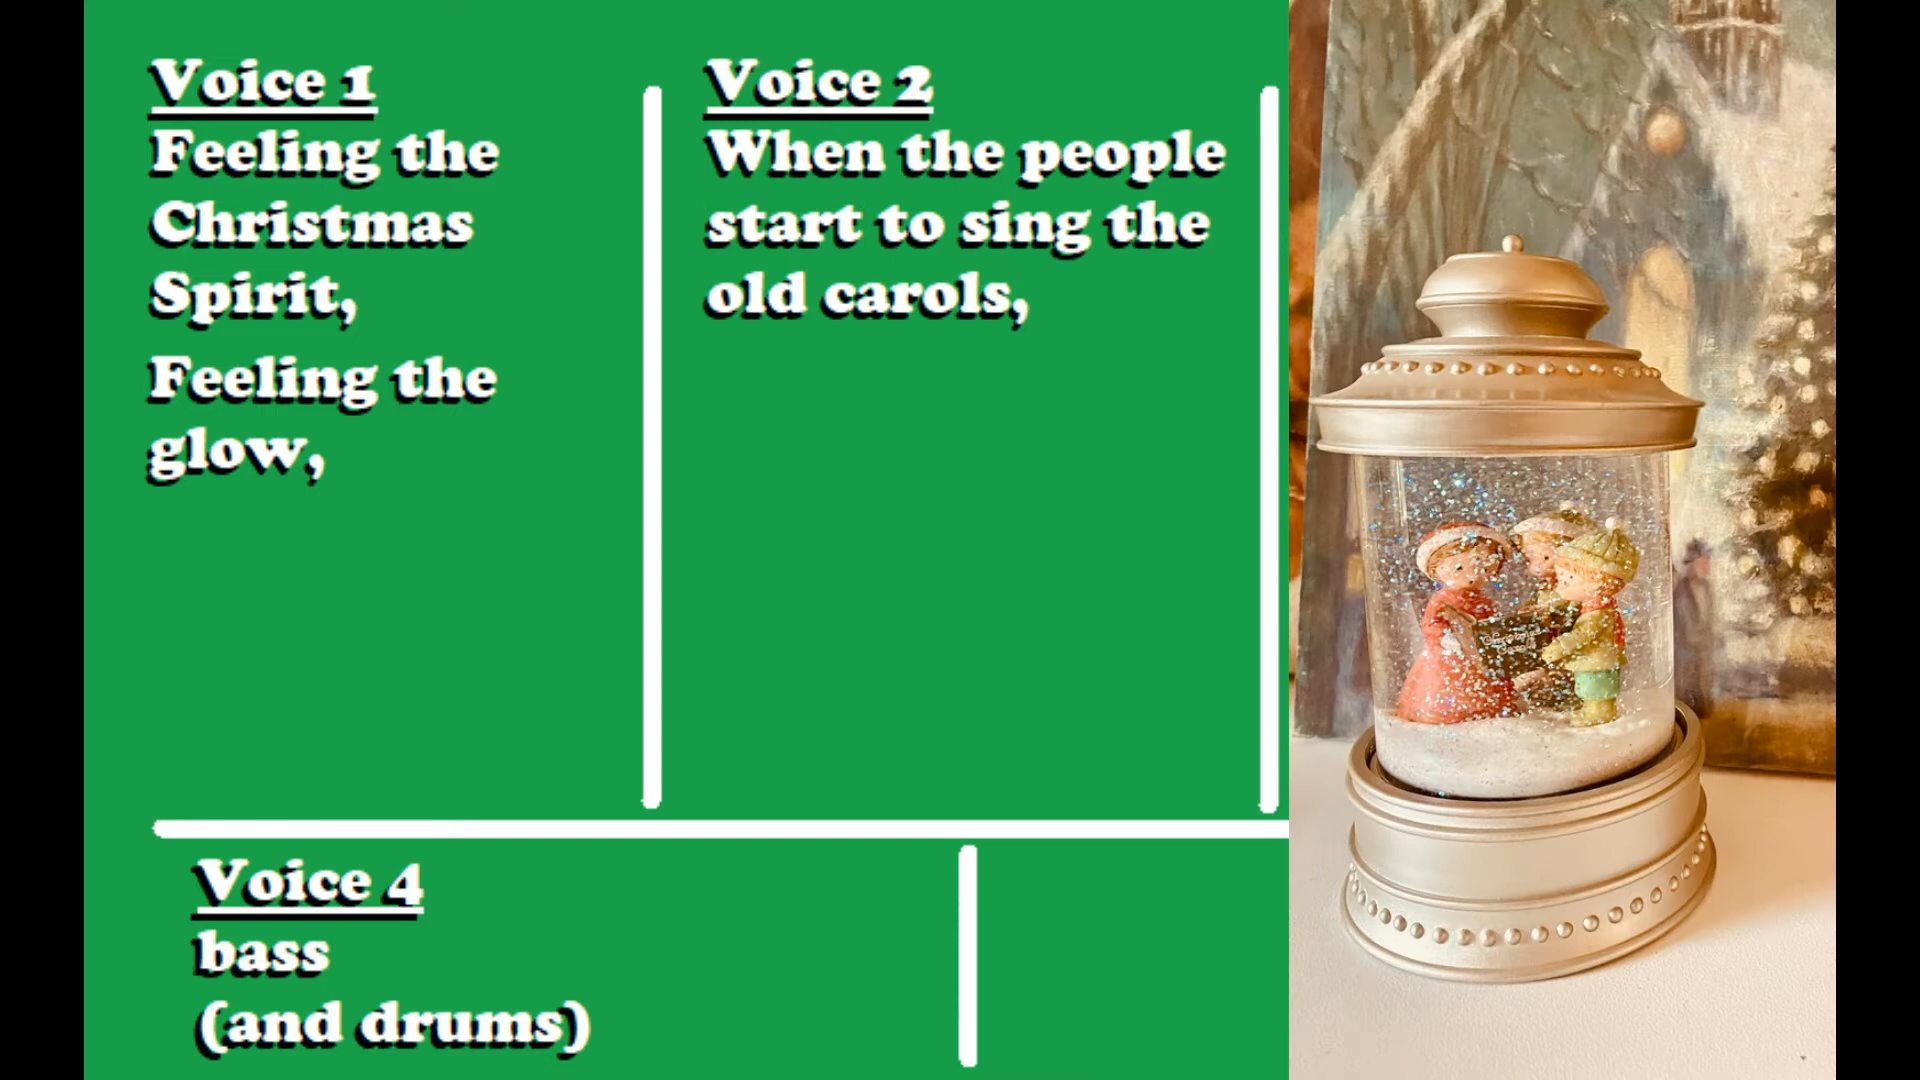 Voice 1
Feeling the
Christmas
Spirit,
Feeling the
glow,
Voice 2
When the people
start to sing the
old carols,
Voice 4
bass
(and drums)
Christmas